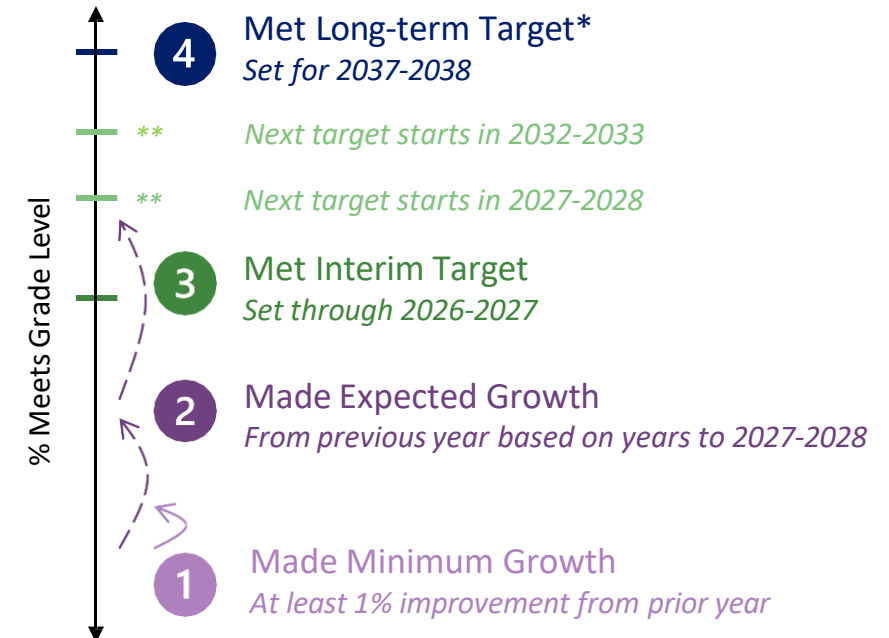 4
Met Long-term Target*
Set for 2037-2038
** Next target starts in 2032-2033
** Next target starts in 2027-2028
3
Met Interim Target
Set through 2026-2027
% Meets Grade Level
2
Made Expected Growth
From previous year based on years to 2027-2028
1
Made Minimum Growth
At least 1% improvement from prior year